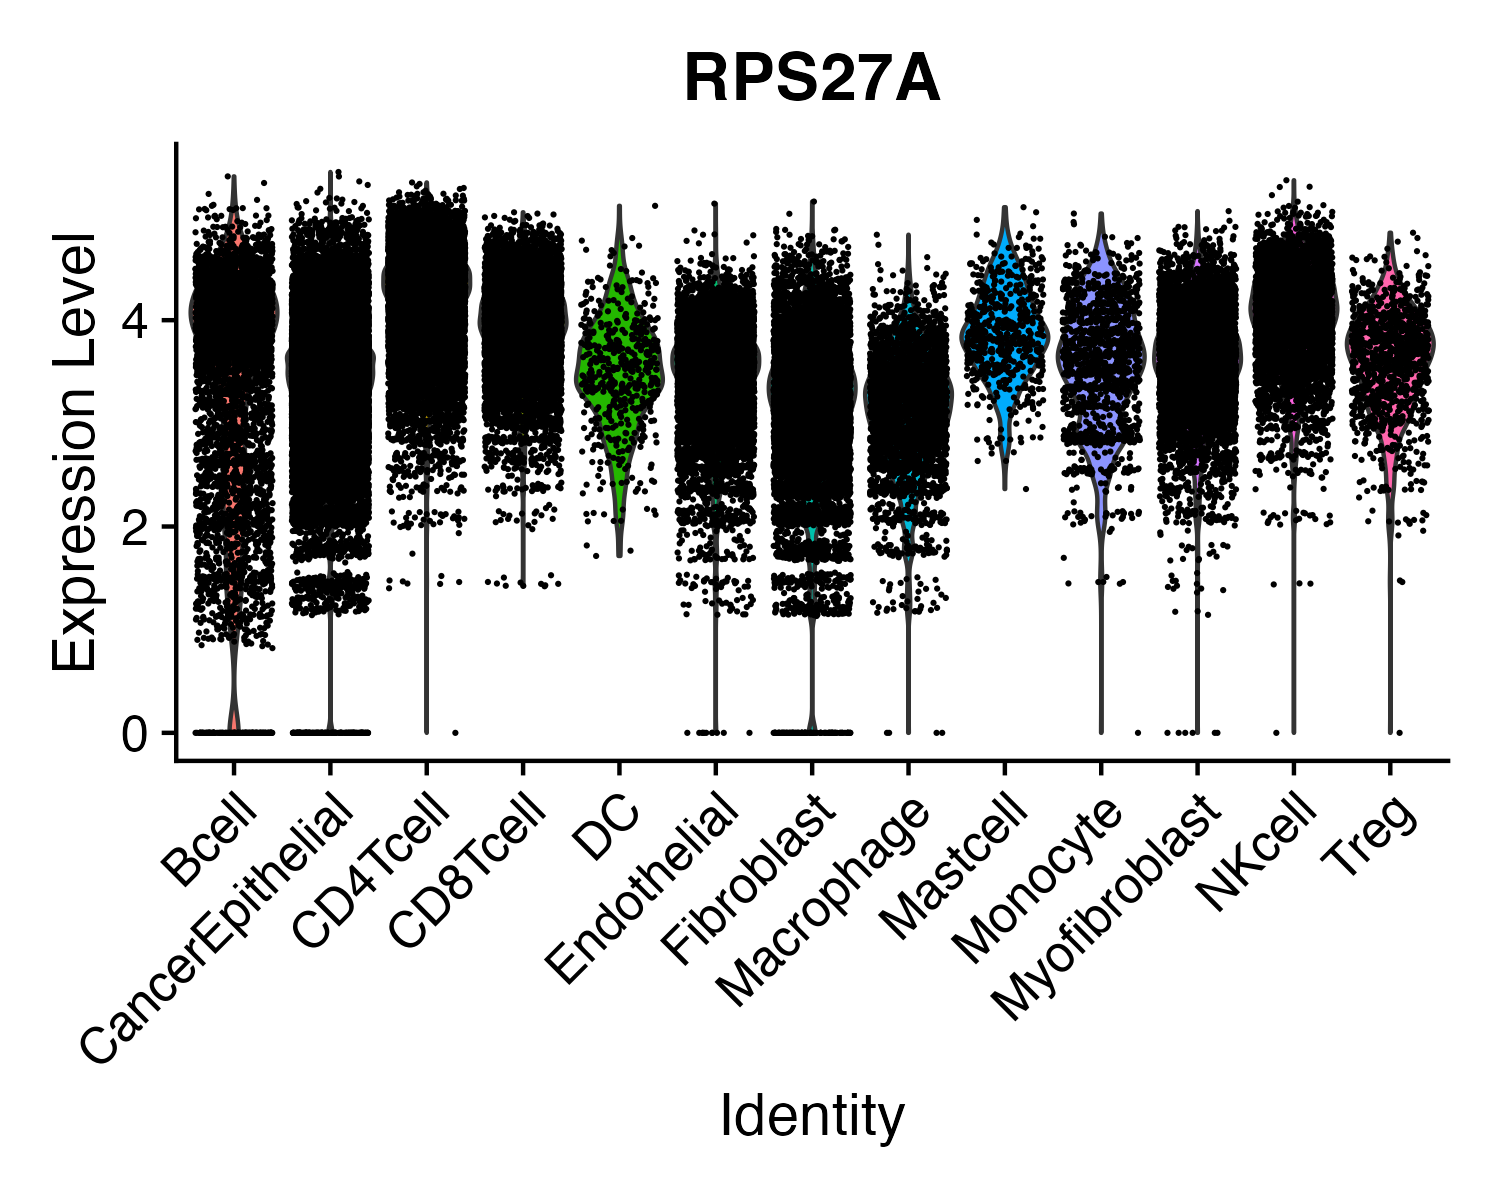 RPS27A
Expression Level
4
2
0
Bcell
CancerEpithelial
CD4Tcell
CD8Tcell
DC
Endothelial
Fibroblast
Macrophage
Mastcell
Monocyte
Myofibroblast
NKcell
Treg
Identity